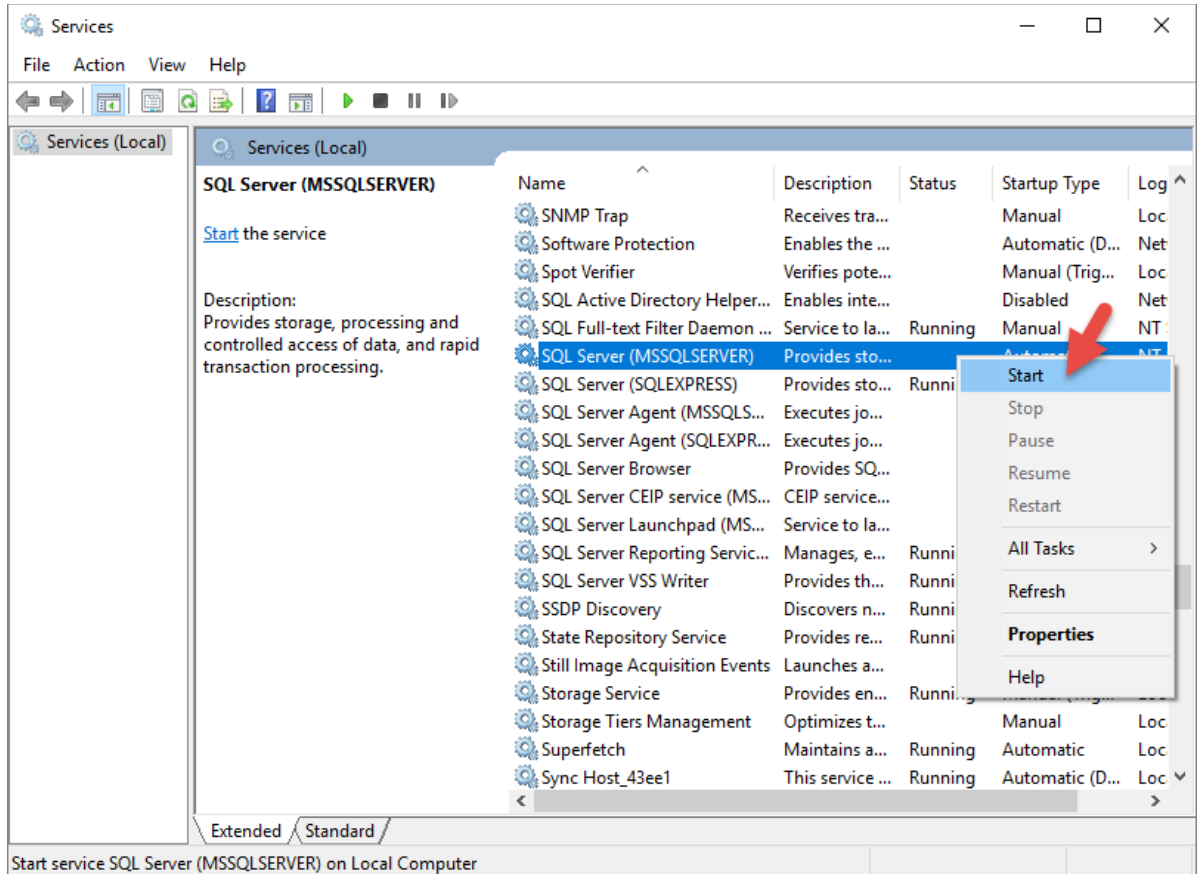 Services
File Action View Help
Services (Local)
Services (Local)
SQL Server (MSSQLSERVER)
Start the service
Description:
Provides storage, processing and
controlled access of data, and rapid
transaction processing.
Name Description Status Startup Type Log
SNMP Trap Receives tra... Manual Loc
Software Protection Enables the ... Automatic (D... Net
Spot Verifier Verifies pote... Manual (Trig... Loc
SQL Active Directory Helper... Enables inte... Disabled Net
SQL Full-text Filter Daemon ... Service to la... Running Manual NT
SQL Server (MSSQLSERVER) Provides sto... NT
SQL Server (SQLEXPRESS) Provides sto... Runni
SQL Server Agent (MSSQLS... Executes jo...
SQL Server Agent (SQLEXPR... Executes jo...
SQL Server Browser Provides SQ...
SQL Server CEIP service (MS... CEIP service...
SQL Server Launchpad (MS... Service to la...
SQL Server Reporting Servic... Manages, e... Runni
SQL Server VSS Writer Provides th... Runni
SSDP Discovery Discovers n... Runni
State Repository Service Provides re... Runni
Still Image Acquisition Events Launches a...
Storage Service Provides en... Running
Storage Tiers Management Optimizes t... Manual Loc
Superfetch Maintains a... Running Automatic Loc
Sync Host_43ee1 This service ... Running Automatic (D... Loc
Start
Stop
Pause
Resume
Restart
All Tasks
Refresh
Properties
Help
Extended Standard
Start service SQL Server (MSSQLSERVER) on Local Computer